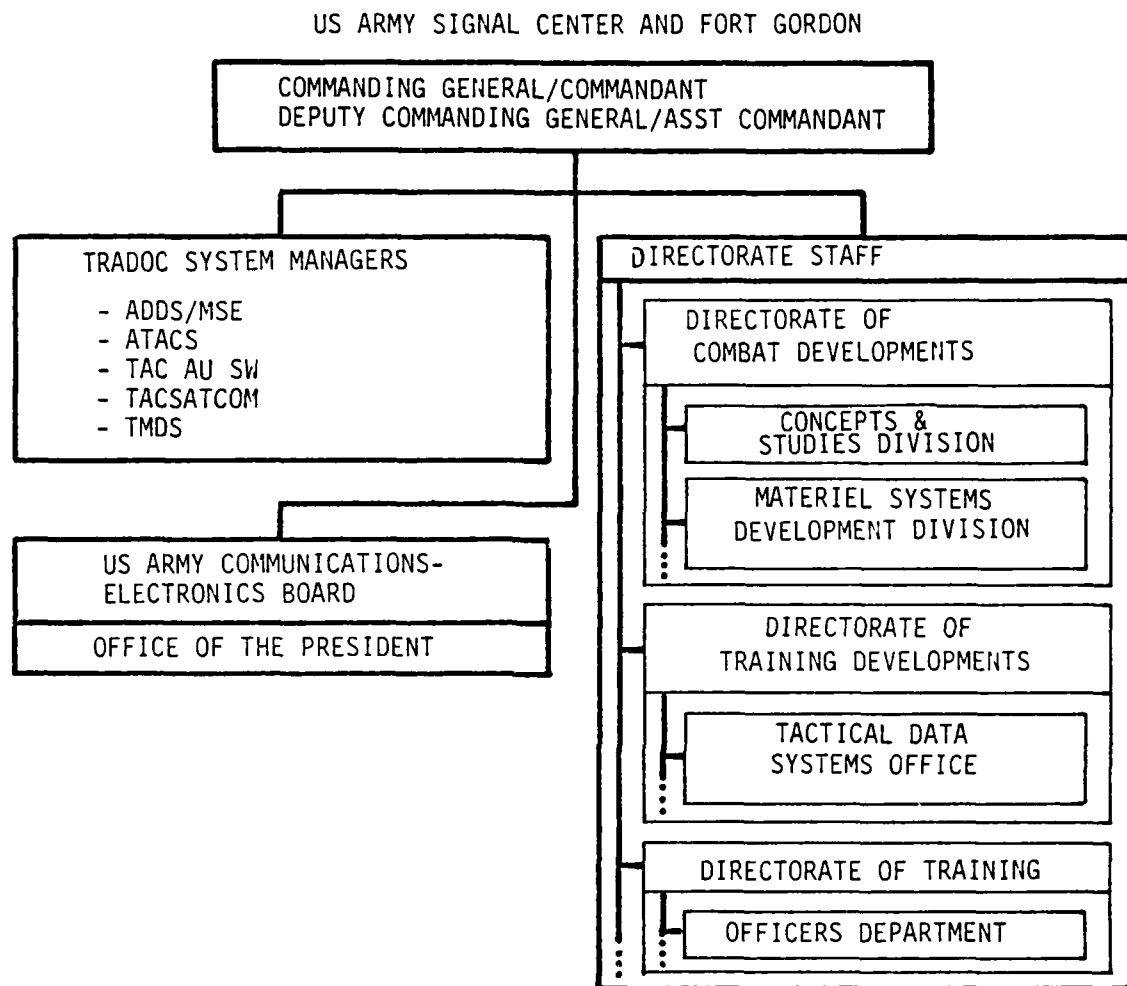 US ARMY SIGNAL CENTER AND FORT GORDON
COMMANDING GENERAL/COMMANDANT
DEPUTY COMMANDING GENERAL/ASST COMMANDANT
TRADOC SYSTEM MANAGERS
- ADDS/MSE
- ATACS
- TAC AU SW
- TACSATCOM
- TMDS
US ARMY COMMUNICATIONS-
ELECTRONICS BOARD
OFFICE OF THE PRESIDENT
DIRECTORATE STAFF
DIRECTORATE OF
COMBAT DEVELOPMENTS
CONCEPTS &
STUDIES DIVISION
MATERIEL SYSTEMS
DEVELOPMENT DIVISION
DIRECTORATE OF
TRAINING DEVELOPMENTS
TACTICAL DATA
SYSTEMS OFFICE
DIRECTORATE OF TRAINING
OFFICERS DEPARTMENT